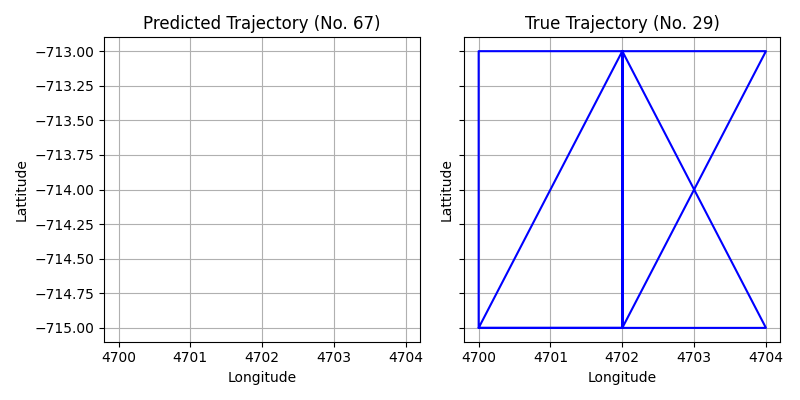 Predicted Trajectory (No. 67)
True Trajectory (No. 29)
−713.00
−713.25
−713.50
−713.75
−714.00
−714.25
−714.50
−714.75
−715.00
Lattitude
Lattitude
4700 4701 4702 4703 4704
4700 4701 4702 4703 4704
Longitude
Longitude